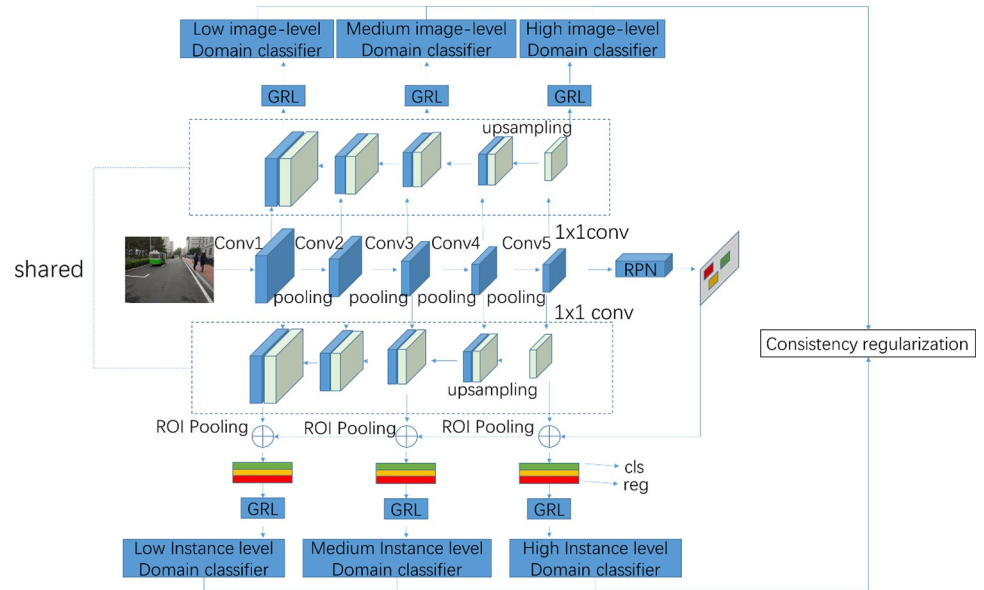 Low image-level
Domain classifier
Medium image-level
Domain classifier
High image-level
Domain classifier
GRL
GRL
GRL
upsampling
Conv1
Conv2
Conv3
Conv4
Conv5
1x1conv
shared
RPN
pooling
pooling
pooling
pooling
1x1 conv
Consistency regularization
upsampling
ROI Pooling
ROI Pooling
ROI Pooling
cls
reg
GRL
GRL
GRL
Low Instance level
Domain classifier
Medium Instance level
Domain classifier
High Instance level
Domain classifier